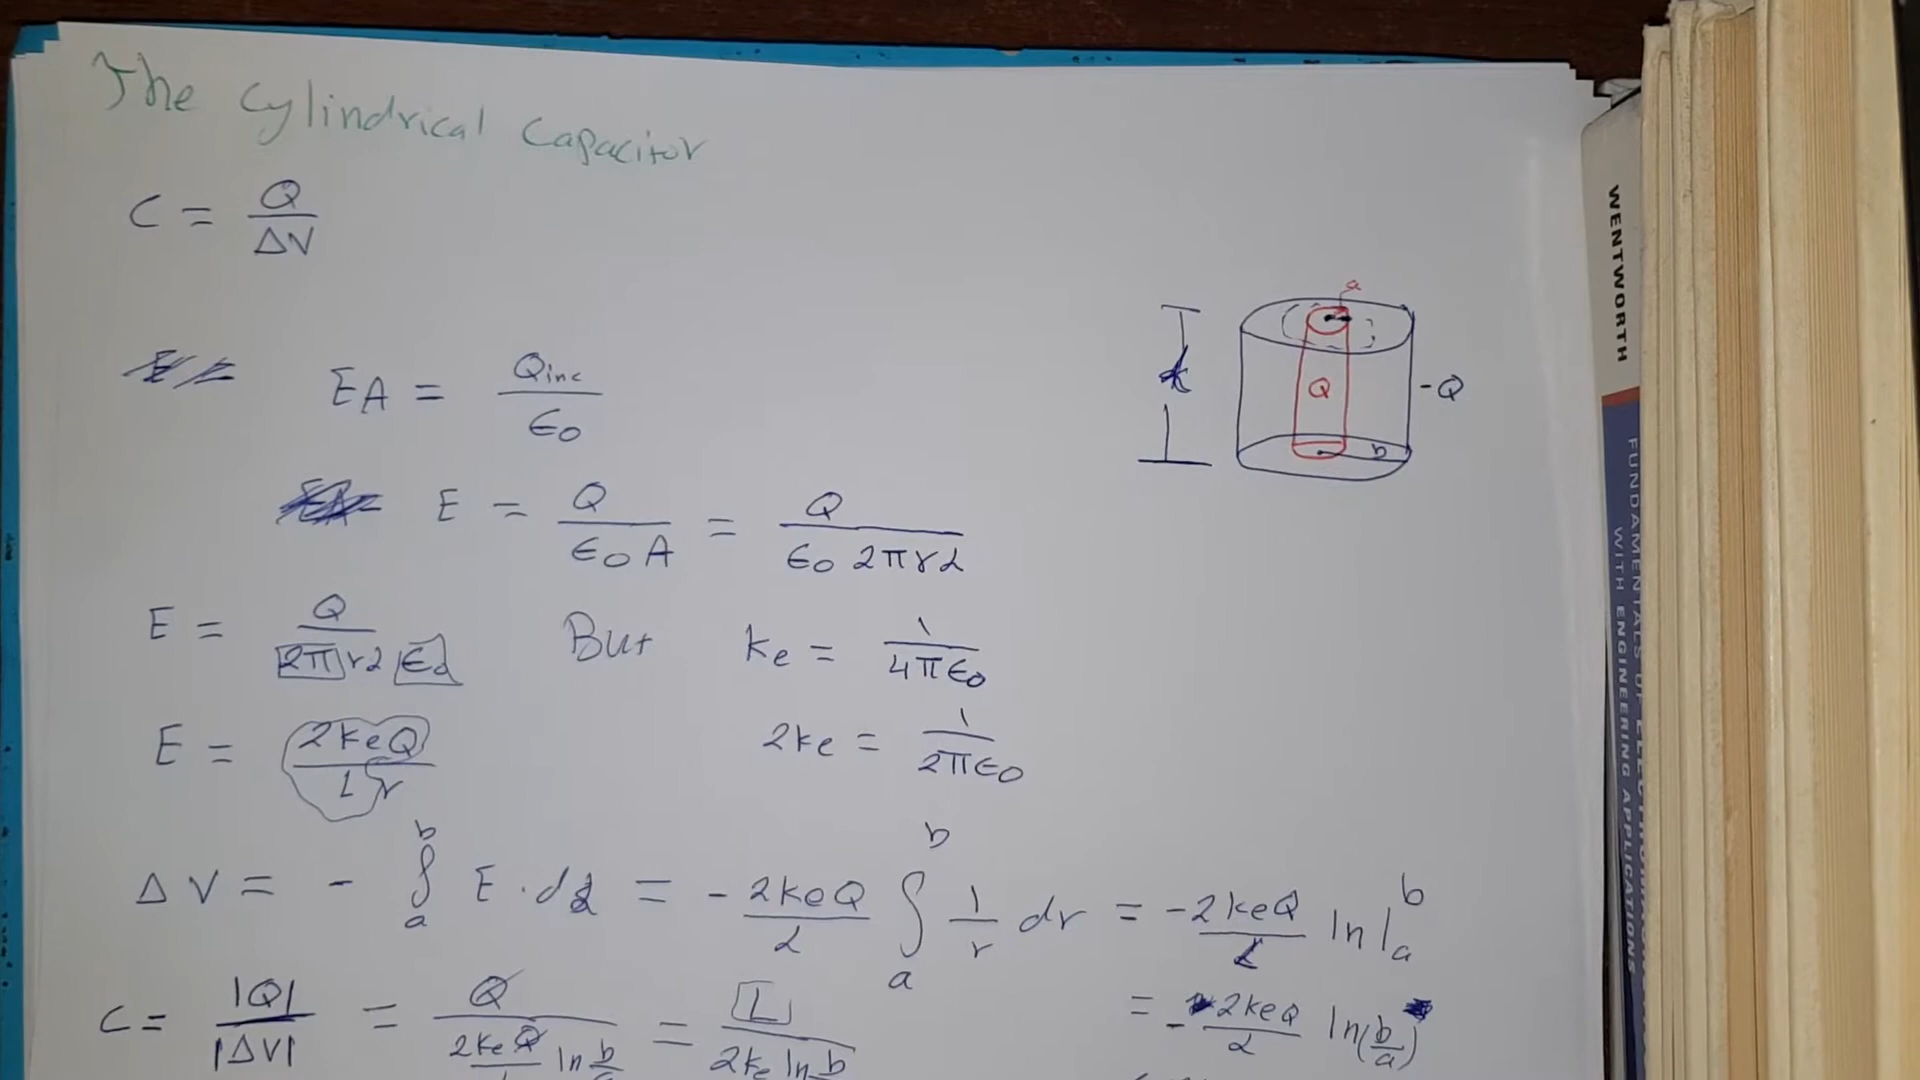 The Cylindrical Capacitor
C = Q / ΔV
EA = Qinc / ϵ0
E = Q / ϵ0 A = Q / ϵ0 2πrL
E = Q / 2πrL ϵ0 But ke = 1 / 4πϵ0
E = 2keQ / Lr 2ke = 1 / 2πϵ0
ΔV = - ∫ₐᵇ E · dL = - 2keQ / L ∫ₐᵇ 1/r dr = -2keQ / L ln |ₐᵇ
= -2keQ / L ln(b/a)
C = |Q| / |ΔV| = Q / 2keQ/L ln b/a = L / 2ke ln b
a
Q
-Q
b
L
WENTWORTH
FUNDAMENTALS OF
WITH ENGINEERING APPLICATIONS